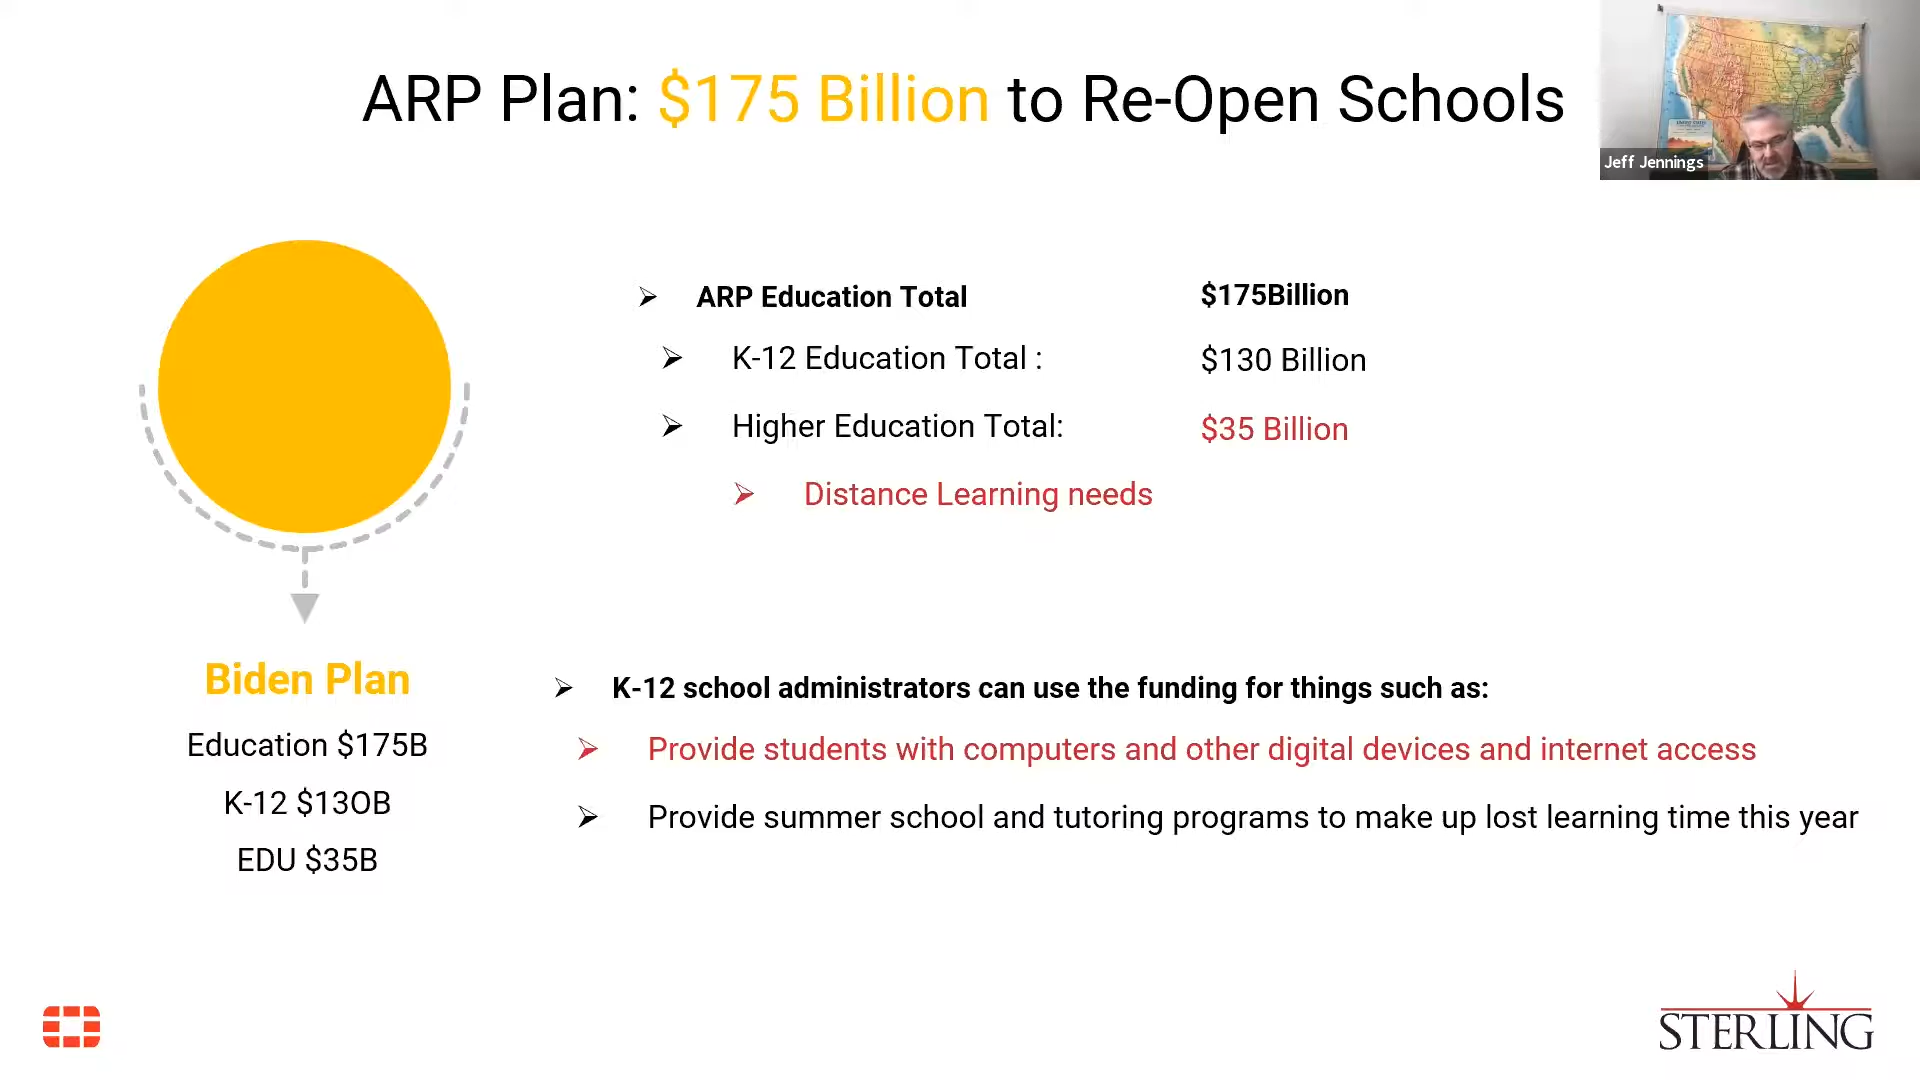 ARP Plan: $175 Billion to Re-Open Schools
Jeff Jennings
➢ ARP Education Total $175Billion
➢ K-12 Education Total : $130 Billion
➢ Higher Education Total: $35 Billion
➢ Distance Learning needs
Biden Plan
Education $175B
K-12 $13OB
EDU $35B
➢ K-12 school administrators can use the funding for things such as:
➢ Provide students with computers and other digital devices and internet access
➢ Provide summer school and tutoring programs to make up lost learning time this year
STERLING